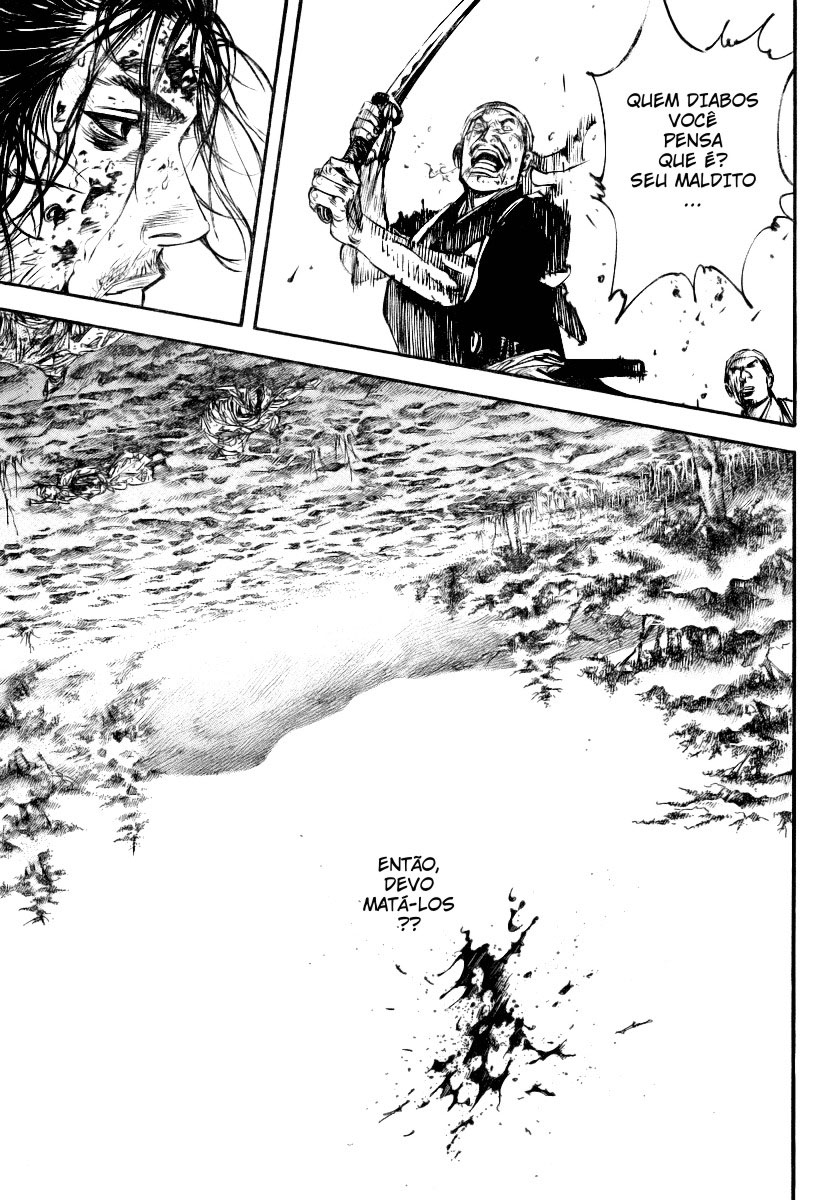 QUEM DIABOS
VOCÊ
PENSA
QUE É?
SEU MALDITO
...
ENTÃO,
DEVO
MATÁ-LOS
??